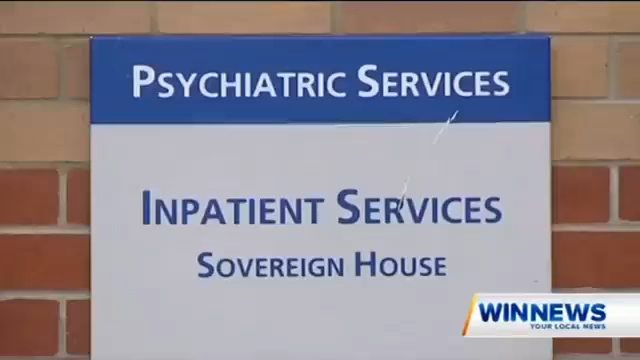 PSYCHIATRIC SERVICES
INPATIENT SERVICES
SOVEREIGN HOUSE
WINNEWS
YOUR LOCAL NEWS